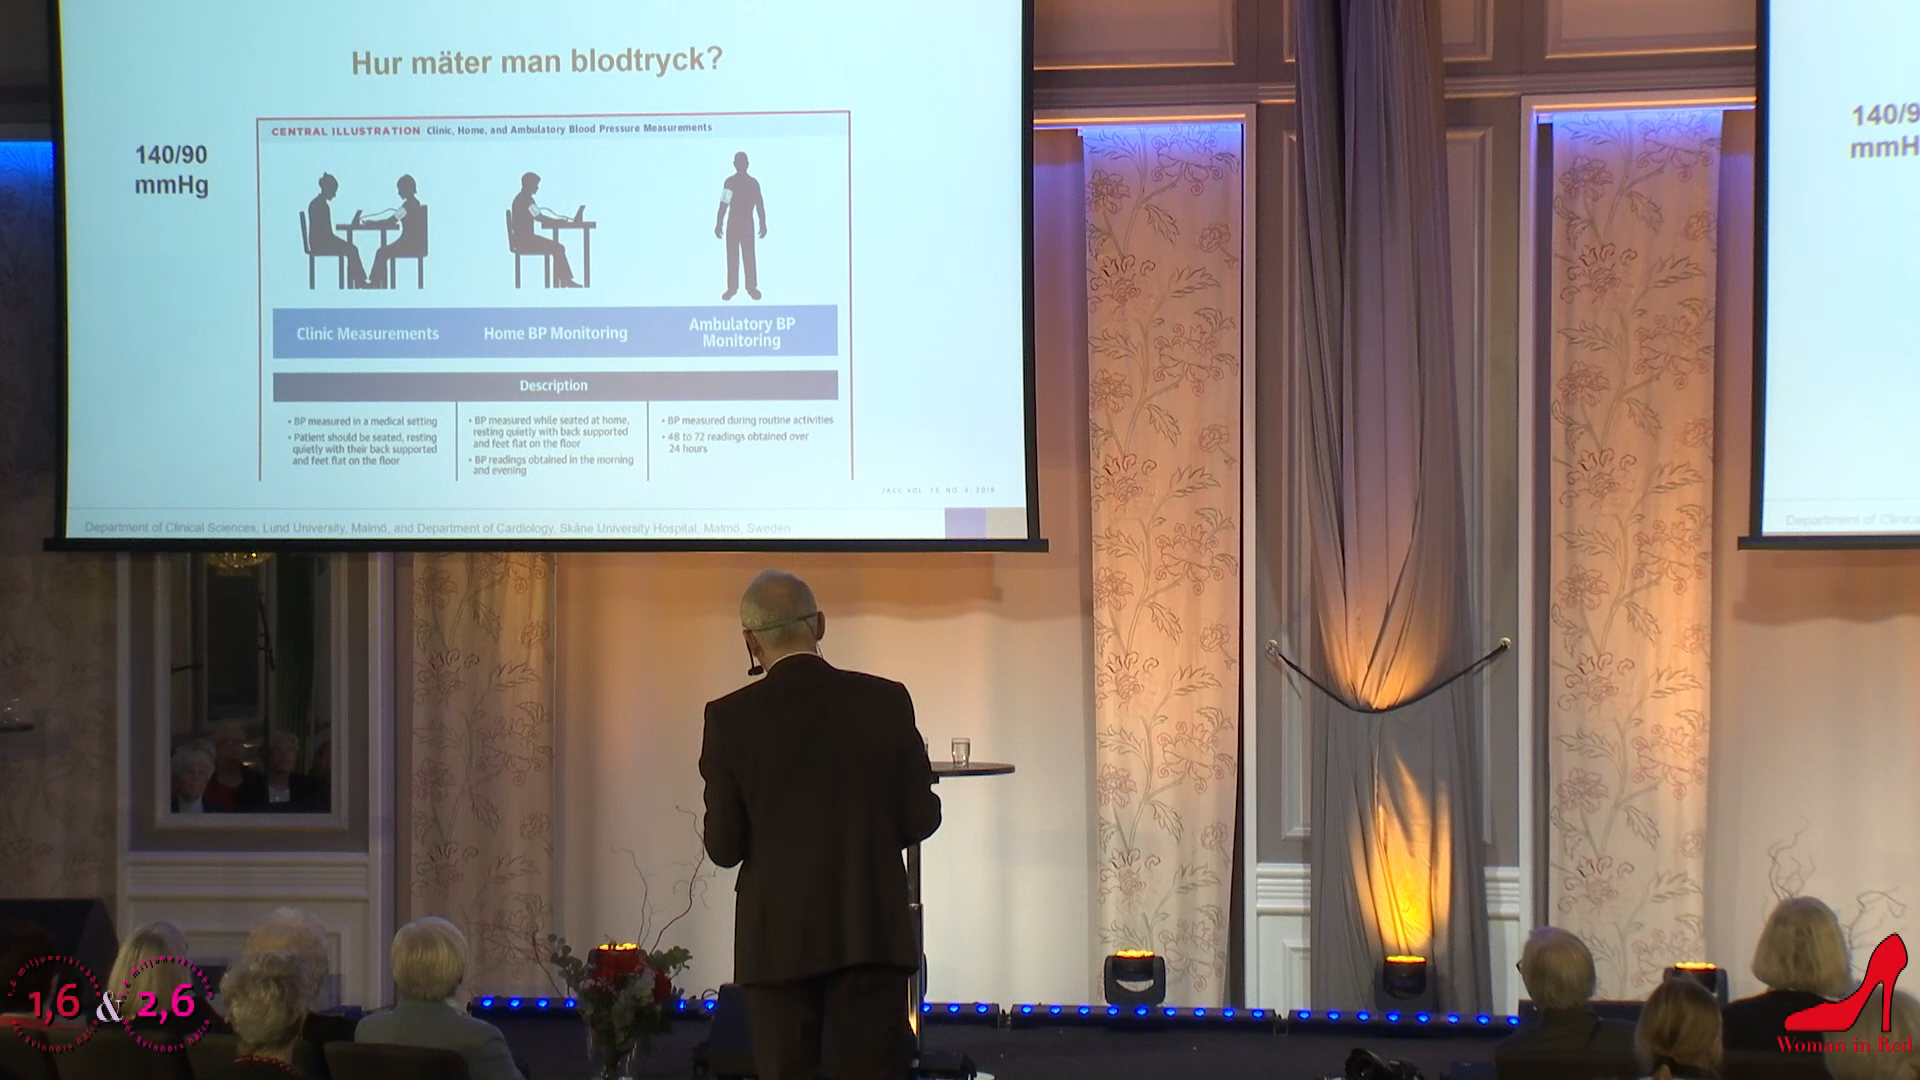 Hur mäter man blodtryck?
140/90
mmHg
CENTRAL ILLUSTRATION Clinic, Home, and Ambulatory Blood Pressure Measurements
Clinic Measurements
Home BP Monitoring
Ambulatory BP
Monitoring
Description
• BP measured in a medical setting
• Patient should be seated, resting
quietly with their back supported
and feet flat on the floor
• BP measured while seated at home,
resting quietly with back supported
and feet flat on the floor
• BP readings obtained in the morning
and evening
• BP measured during routine activities
• 48 to 72 readings obtained over
24 hours
Department of Clinical Sciences, Lund University, Malmö, and Department of Cardiology, Skåne University Hospital, Malmö, Sweden
140/9
mmH
Department of Clinica
1,6 & 2,6
Woman in Red